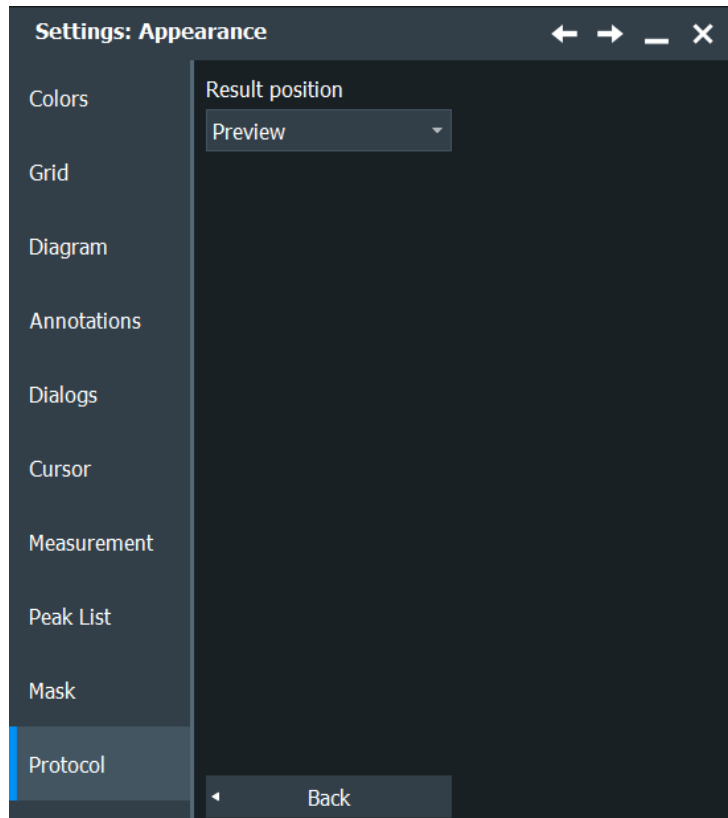 Settings: Appearance
Colors
Grid
Diagram
Annotations
Dialogs
Cursor
Measurement
Peak List
Mask
Protocol
Result position
Preview
Back